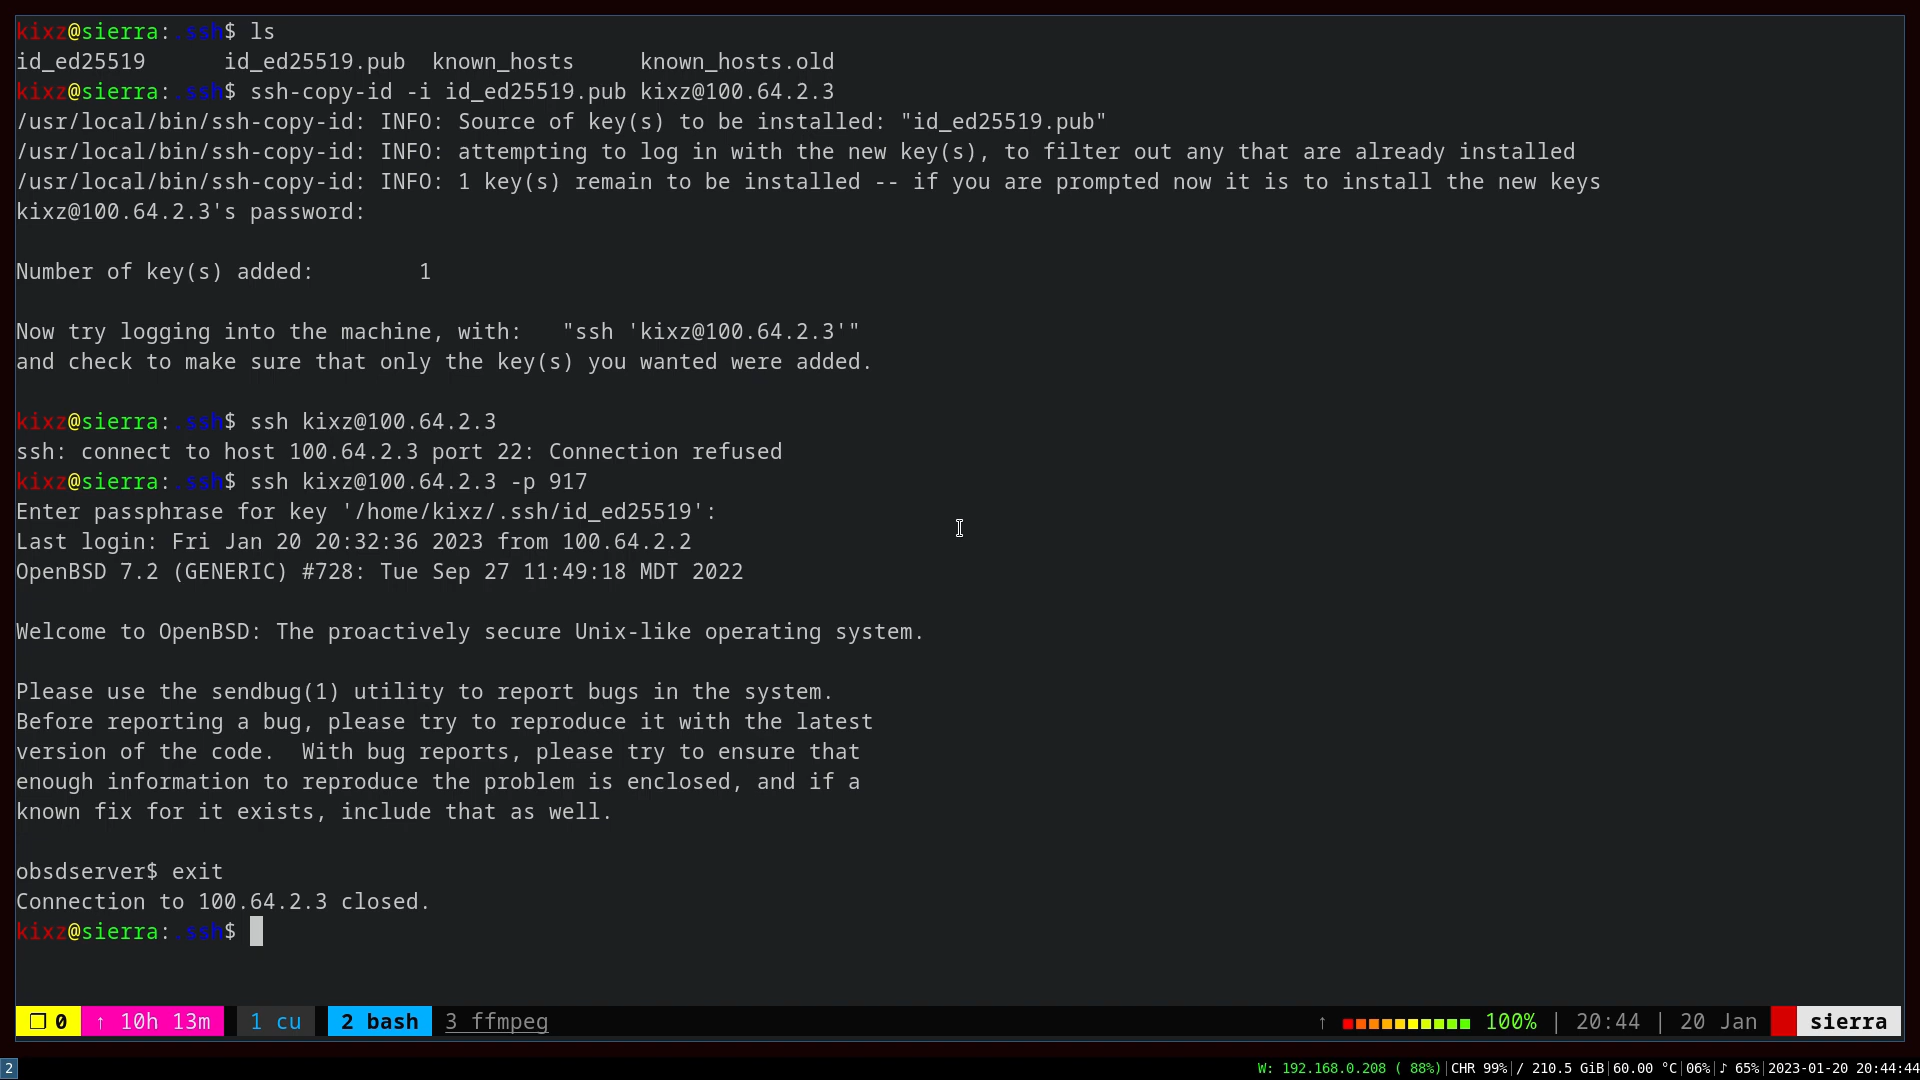 kixz@sierra:.ssh$ ls
id_ed25519      id_ed25519.pub  known_hosts     known_hosts.old
kixz@sierra:.ssh$ ssh-copy-id -i id_ed25519.pub kixz@100.64.2.3
/usr/local/bin/ssh-copy-id: INFO: Source of key(s) to be installed: "id_ed25519.pub"
/usr/local/bin/ssh-copy-id: INFO: attempting to log in with the new key(s), to filter out any that are already installed
/usr/local/bin/ssh-copy-id: INFO: 1 key(s) remain to be installed -- if you are prompted now it is to install the new keys
kixz@100.64.2.3's password:
Number of key(s) added:        1
Now try logging into the machine, with:   "ssh 'kixz@100.64.2.3'"
and check to make sure that only the key(s) you wanted were added.
kixz@sierra:.ssh$ ssh kixz@100.64.2.3
ssh: connect to host 100.64.2.3 port 22: Connection refused
kixz@sierra:.ssh$ ssh kixz@100.64.2.3 -p 917
Enter passphrase for key '/home/kixz/.ssh/id_ed25519':
Last login: Fri Jan 20 20:32:36 2023 from 100.64.2.2
OpenBSD 7.2 (GENERIC) #728: Tue Sep 27 11:49:18 MDT 2022
Welcome to OpenBSD: The proactively secure Unix-like operating system.
Please use the sendbug(1) utility to report bugs in the system.
Before reporting a bug, please try to reproduce it with the latest
version of the code.  With bug reports, please try to ensure that
enough information to reproduce the problem is enclosed, and if a
known fix for it exists, include that as well.
obsdserver$ exit
Connection to 100.64.2.3 closed.
kixz@sierra:.ssh$
❐ 0 ↑ 10h 13m 1 cu 2 bash 3 ffmpeg ↑ 100% | 20:44 | 20 Jan sierra
2 W: 192.168.0.208 ( 88%)|CHR 99%|/ 210.5 GiB|60.00 °C|06%|♪ 65%|2023-01-20 20:44:44